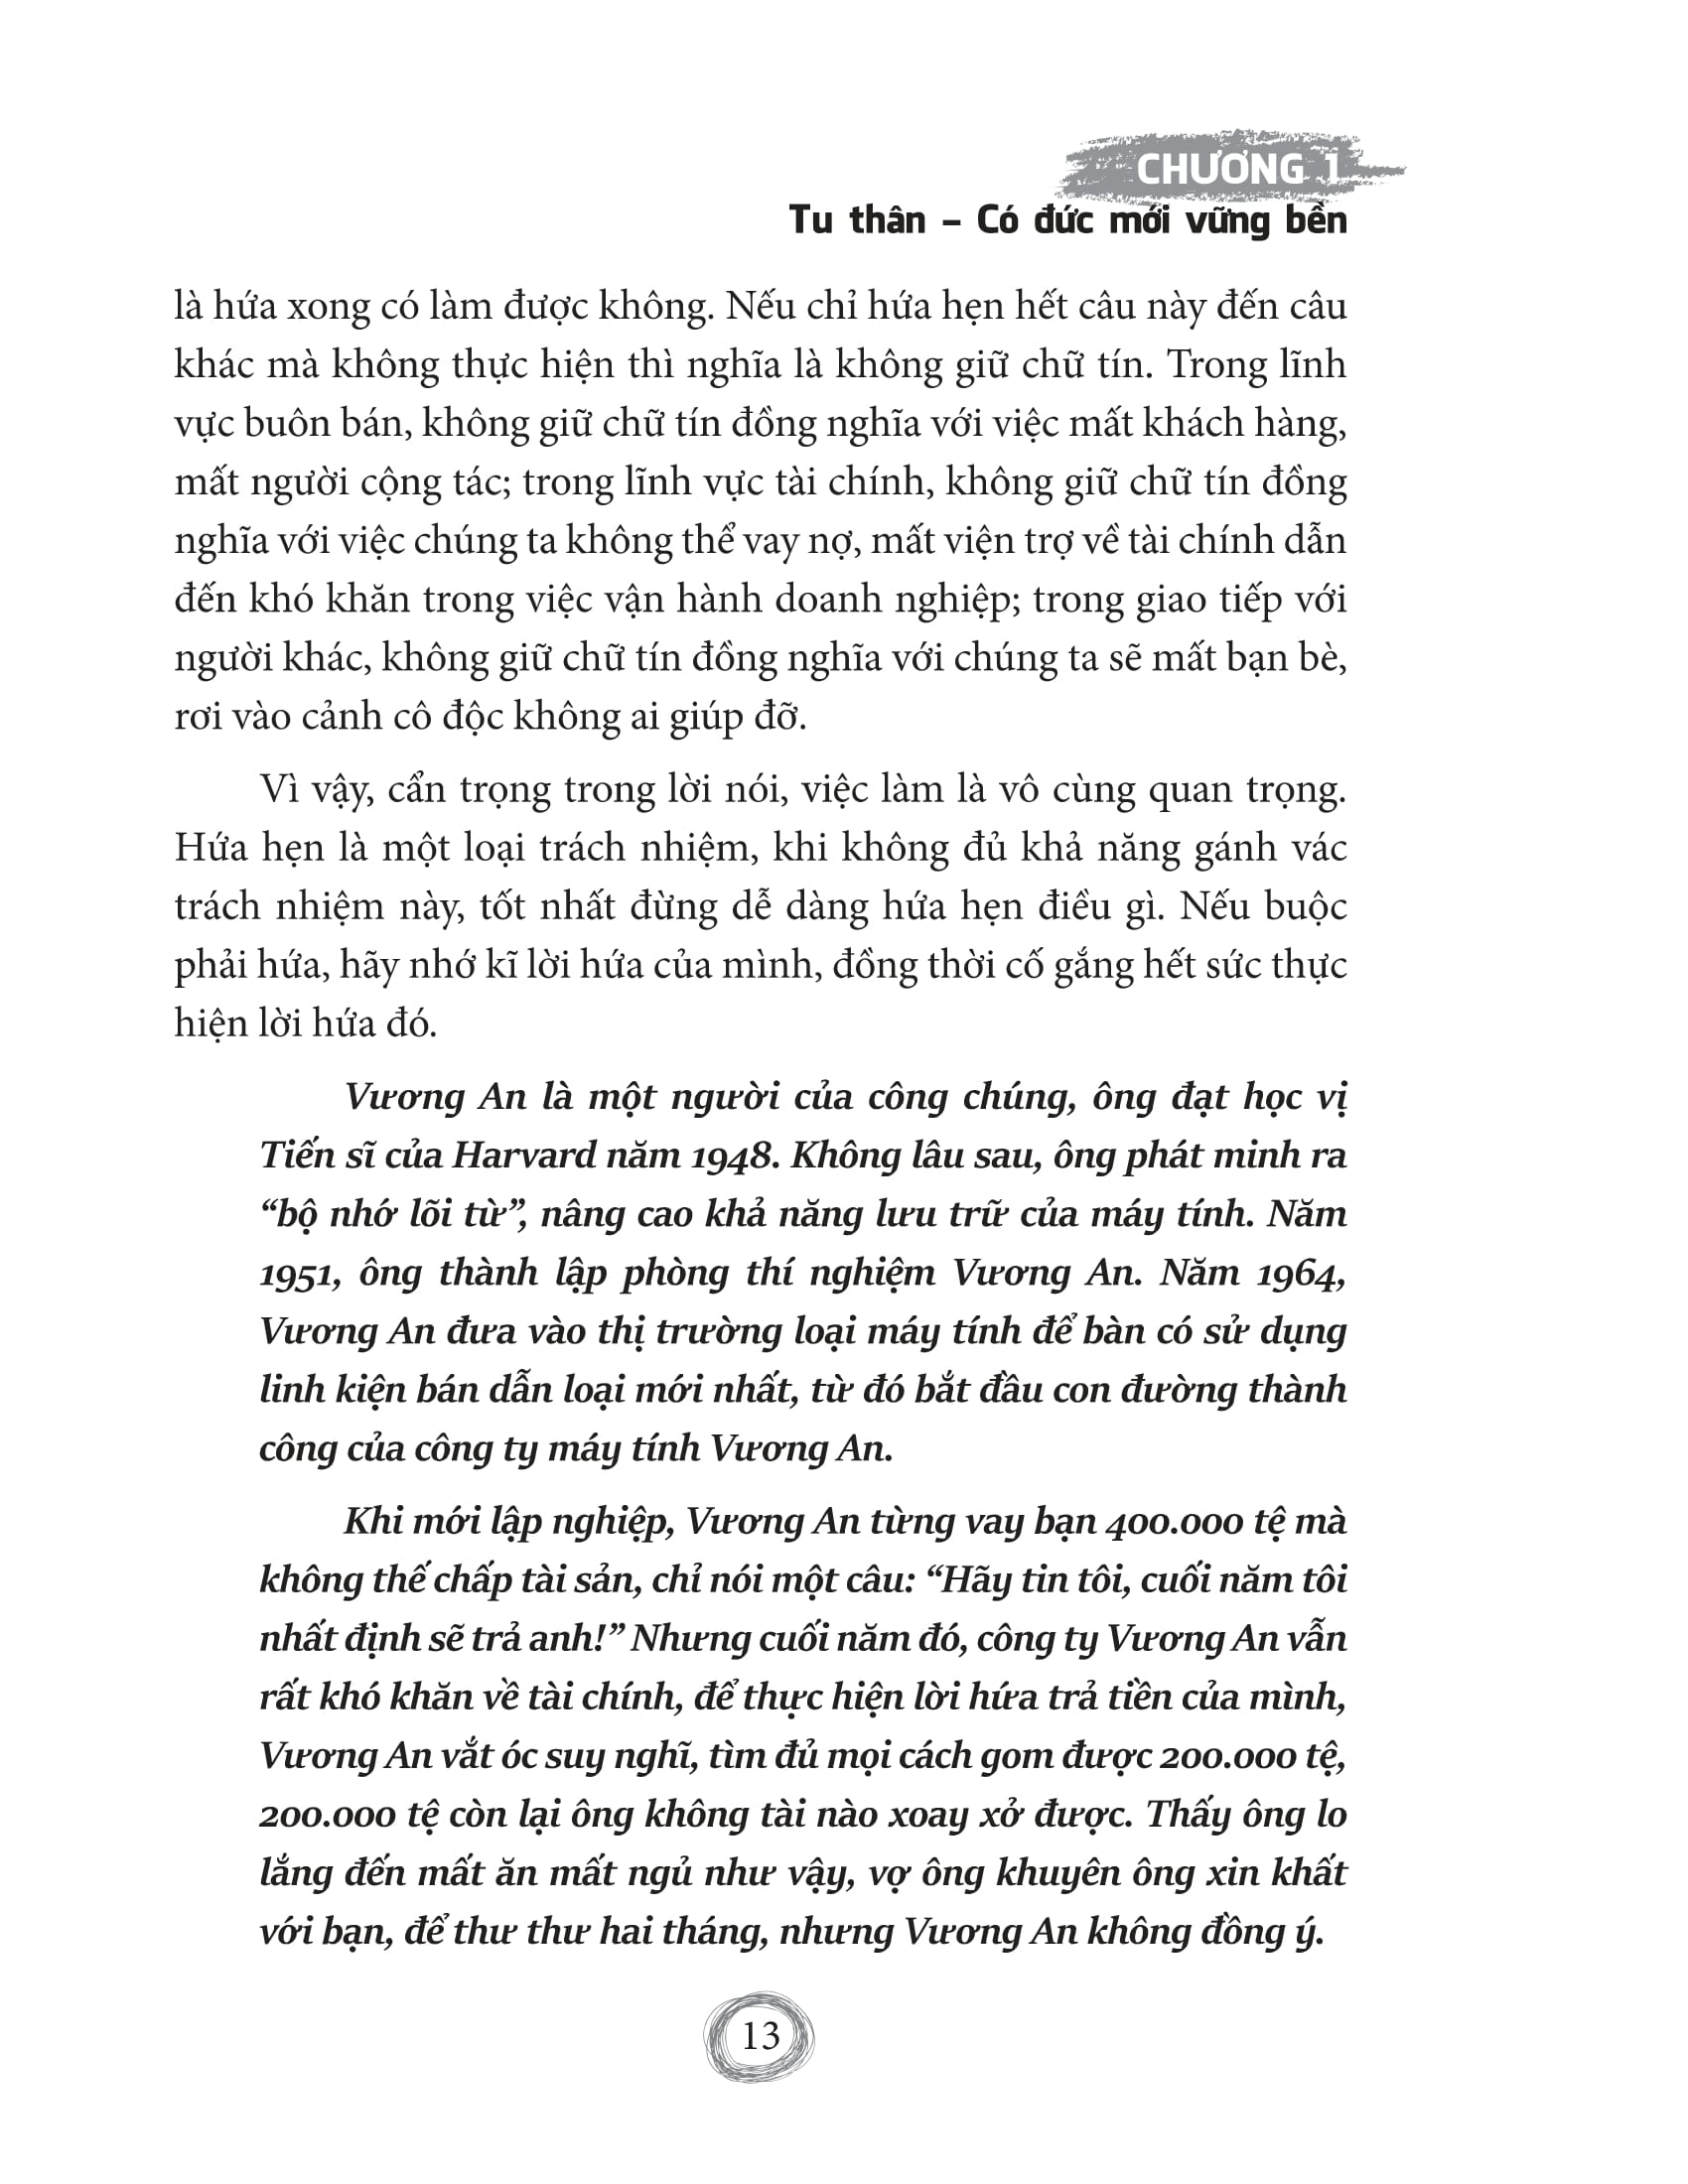 CHƯƠNG 1
Tu thân – Có đức mới vững bền
là hứa xong có làm được không. Nếu chỉ hứa hẹn hết câu này đến câu
khác mà không thực hiện thì nghĩa là không giữ chữ tín. Trong lĩnh
vực buôn bán, không giữ chữ tín đồng nghĩa với việc mất khách hàng,
mất người cộng tác; trong lĩnh vực tài chính, không giữ chữ tín đồng
nghĩa với việc chúng ta không thể vay nợ, mất viện trợ về tài chính dẫn
đến khó khăn trong việc vận hành doanh nghiệp; trong giao tiếp với
người khác, không giữ chữ tín đồng nghĩa với chúng ta sẽ mất bạn bè,
rơi vào cảnh cô độc không ai giúp đỡ.
Vì vậy, cẩn trọng trong lời nói, việc làm là vô cùng quan trọng.
Hứa hẹn là một loại trách nhiệm, khi không đủ khả năng gánh vác
trách nhiệm này, tốt nhất đừng dễ dàng hứa hẹn điều gì. Nếu buộc
phải hứa, hãy nhớ kĩ lời hứa của mình, đồng thời cố gắng hết sức thực
hiện lời hứa đó.
Vương An là một người của công chúng, ông đạt học vị
Tiến sĩ của Harvard năm 1948. Không lâu sau, ông phát minh ra
“bộ nhớ lõi từ”, nâng cao khả năng lưu trữ của máy tính. Năm
1951, ông thành lập phòng thí nghiệm Vương An. Năm 1964,
Vương An đưa vào thị trường loại máy tính để bàn có sử dụng
linh kiện bán dẫn loại mới nhất, từ đó bắt đầu con đường thành
công của công ty máy tính Vương An.
Khi mới lập nghiệp, Vương An từng vay bạn 400.000 tệ mà
không thế chấp tài sản, chỉ nói một câu: “Hãy tin tôi, cuối năm tôi
nhất định sẽ trả anh!” Nhưng cuối năm đó, công ty Vương An vẫn
rất khó khăn về tài chính, để thực hiện lời hứa trả tiền của mình,
Vương An vắt óc suy nghĩ, tìm đủ mọi cách gom được 200.000 tệ,
200.000 tệ còn lại ông không tài nào xoay xở được. Thấy ông lo
lắng đến mất ăn mất ngủ như vậy, vợ ông khuyên ông xin khất
với bạn, để thư thư hai tháng, nhưng Vương An không đồng ý.
13